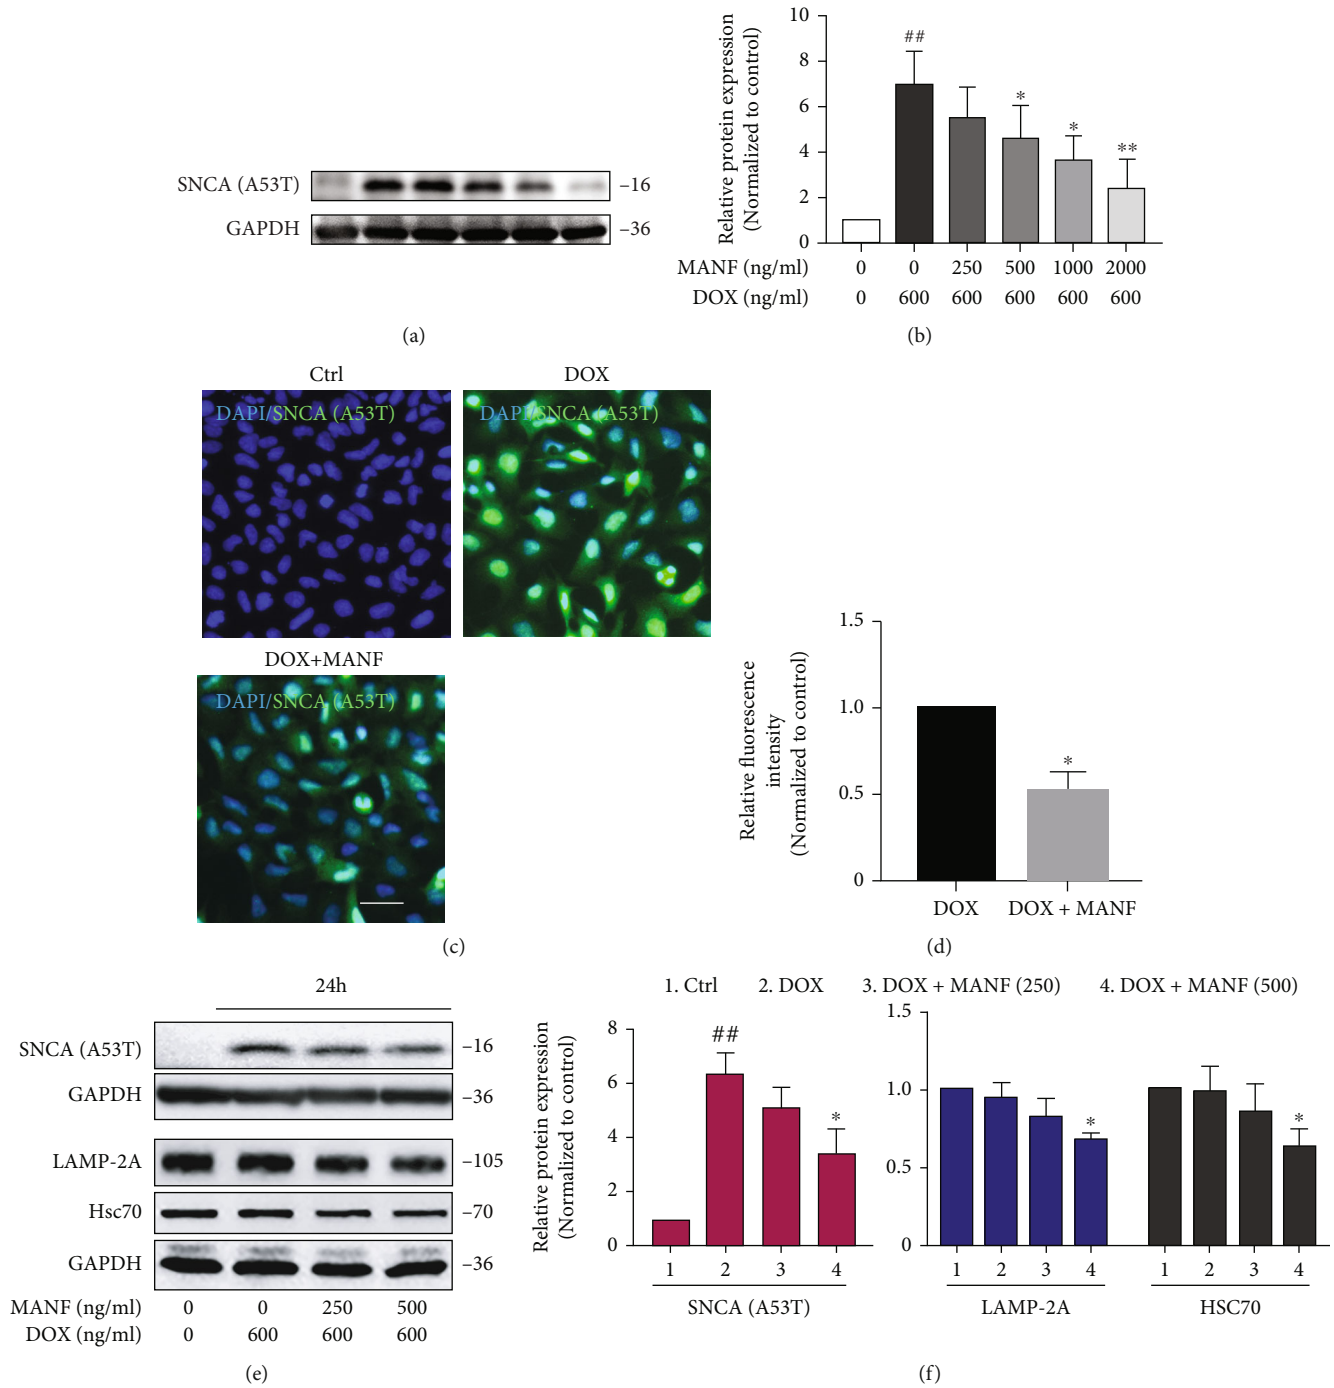 SNCA (A53T)
–16
GAPDH
–36
(a)
Relative protein expression
(Normalized to control)
10
8
6
4
2
0
##
*
*
**
MANF (ng/ml) 0 0 250 500 1000 2000
DOX (ng/ml) 0 600 600 600 600 600
(b)
Ctrl
DOX
DAPI/SNCA (A53T)
DAPI/SNCA (A53T)
DOX+MANF
DAPI/SNCA (A53T)
(c)
Relative fluorescence
intensity
(Normalized to control)
1.5
1.0
0.5
0
*
DOX
DOX + MANF
(d)
24h
SNCA (A53T)
–16
GAPDH
–36
LAMP-2A
–105
Hsc70
–70
GAPDH
–36
MANF (ng/ml) 0 0 250 500
DOX (ng/ml) 0 600 600 600
(e)
1. Ctrl 2. DOX 3. DOX + MANF (250) 4. DOX + MANF (500)
Relative protein expression
(Normalized to control)
8
6
4
2
0
##
*
1 2 3 4
SNCA (A53T)
1.5
1.0
0.5
0
*
1 2 3 4
LAMP-2A
*
1 2 3 4
HSC70
(f)